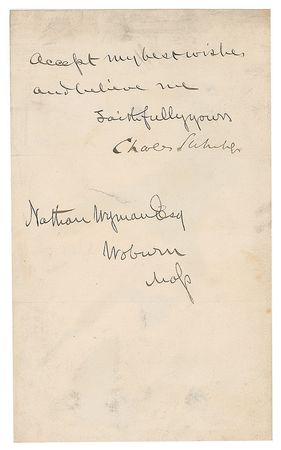 Accept my best wishes
and believe me
Faithfully yours
Charles Sumner
Nathan Wyman Esq
Woburn
Mass